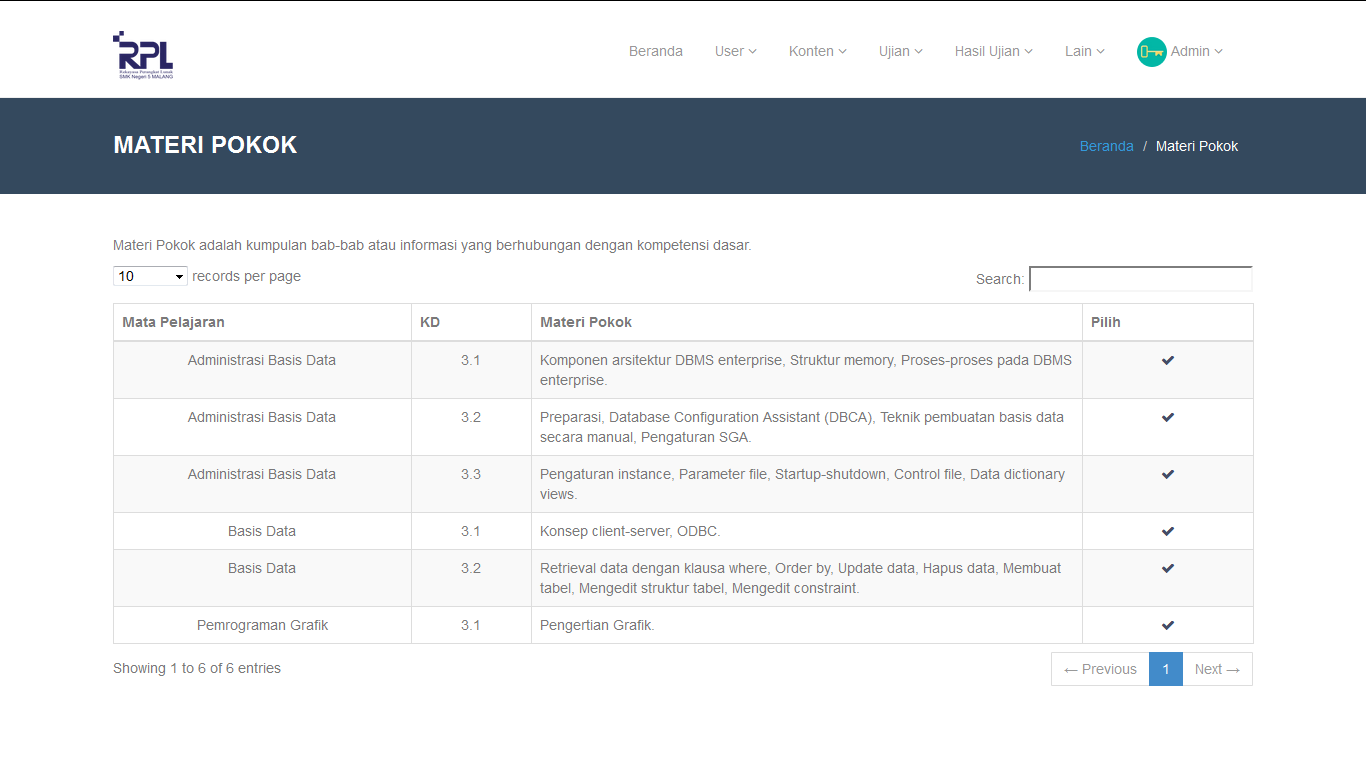 RPL
Rekayasa Perangkat Lunak
SMK Negeri 5 MALANG
Beranda User Konten Ujian Hasil Ujian Lain Admin
MATERI POKOK
Beranda / Materi Pokok
Materi Pokok adalah kumpulan bab-bab atau informasi yang berhubungan dengan kompetensi dasar.
10 records per page
Search:
Mata Pelajaran KD Materi Pokok Pilih
Administrasi Basis Data 3.1 Komponen arsitektur DBMS enterprise, Struktur memory, Proses-proses pada DBMS
enterprise.
Administrasi Basis Data 3.2 Preparasi, Database Configuration Assistant (DBCA), Teknik pembuatan basis data
secara manual, Pengaturan SGA.
Administrasi Basis Data 3.3 Pengaturan instance, Parameter file, Startup-shutdown, Control file, Data dictionary
views.
Basis Data 3.1 Konsep client-server, ODBC.
Basis Data 3.2 Retrieval data dengan klausa where, Order by, Update data, Hapus data, Membuat
tabel, Mengedit struktur tabel, Mengedit constraint.
Pemrograman Grafik 3.1 Pengertian Grafik.
Showing 1 to 6 of 6 entries
← Previous 1 Next →